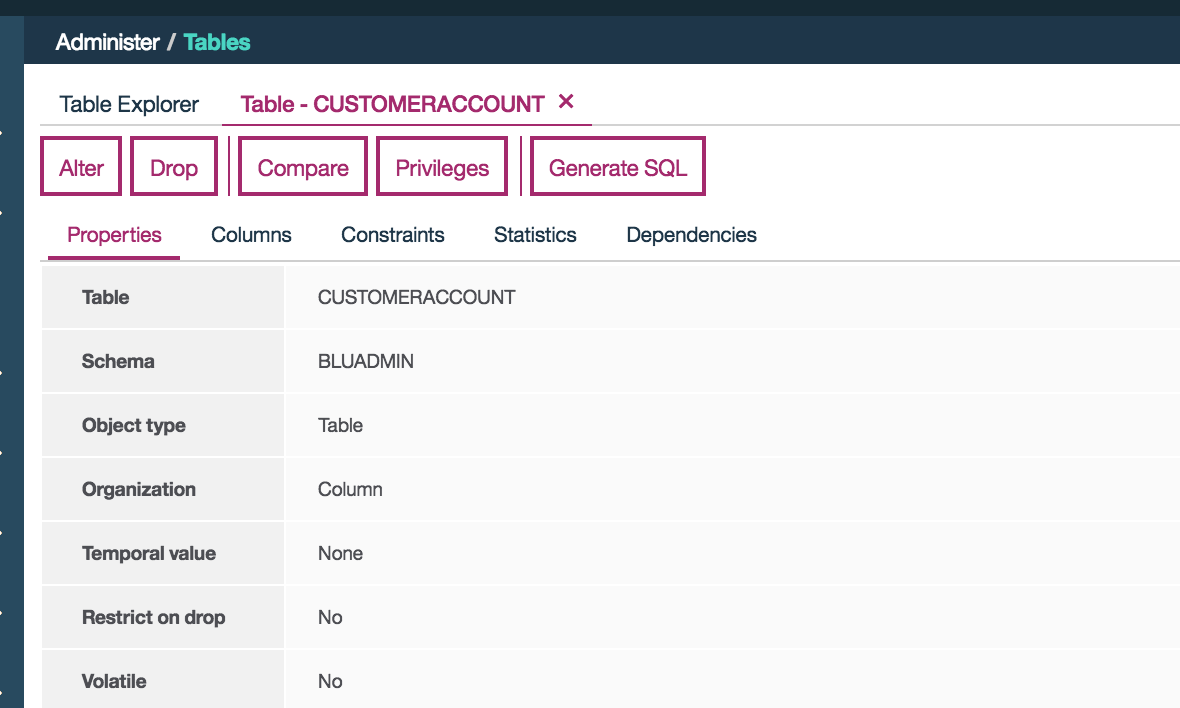 Administer / Tables
Table Explorer Table - CUSTOMERACCOUNT ✕
Alter Drop Compare Privileges Generate SQL
Properties Columns Constraints Statistics Dependencies
Table CUSTOMERACCOUNT
Schema BLUADMIN
Object type Table
Organization Column
Temporal value None
Restrict on drop No
Volatile No